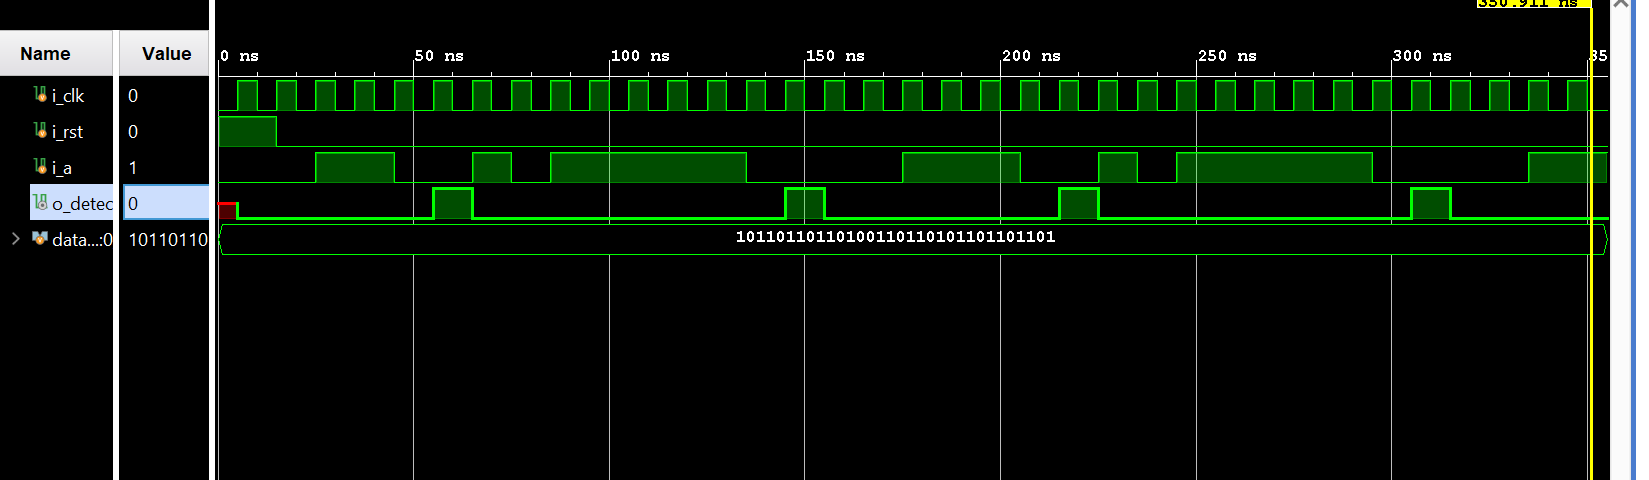 350.911 ns
Name Value
0 ns 50 ns 100 ns 150 ns 200 ns 250 ns 300 ns 35
i_clk 0
i_rst 0
i_a 1
o_detec 0
data...:0 10110110 10110110110100110110101101101101